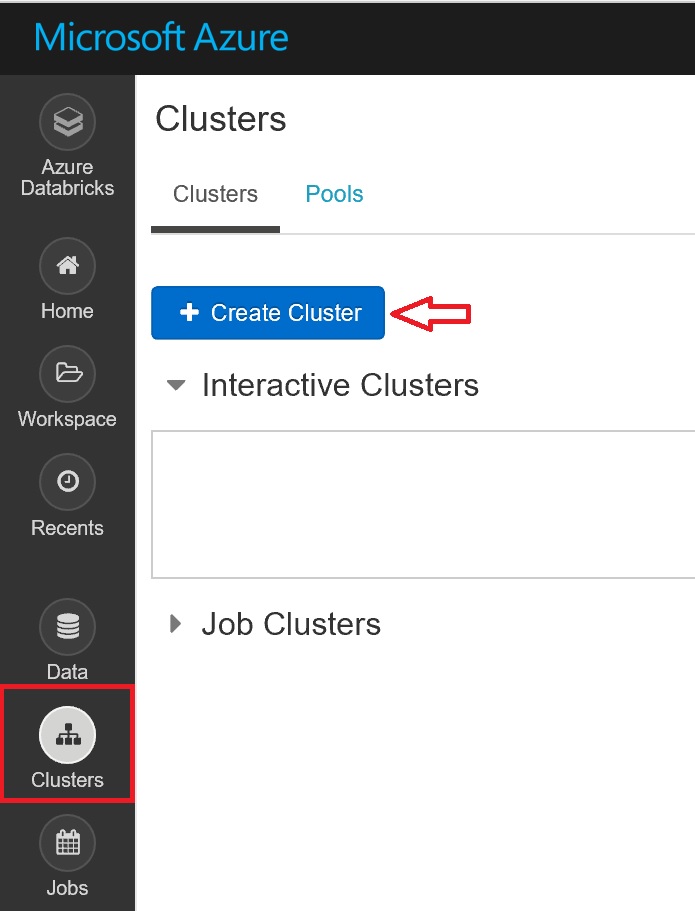 Microsoft Azure
Azure
Databricks
Home
Workspace
Recents
Data
Clusters
Jobs
Clusters
Clusters
Pools
Create Cluster
Interactive Clusters
Job Clusters